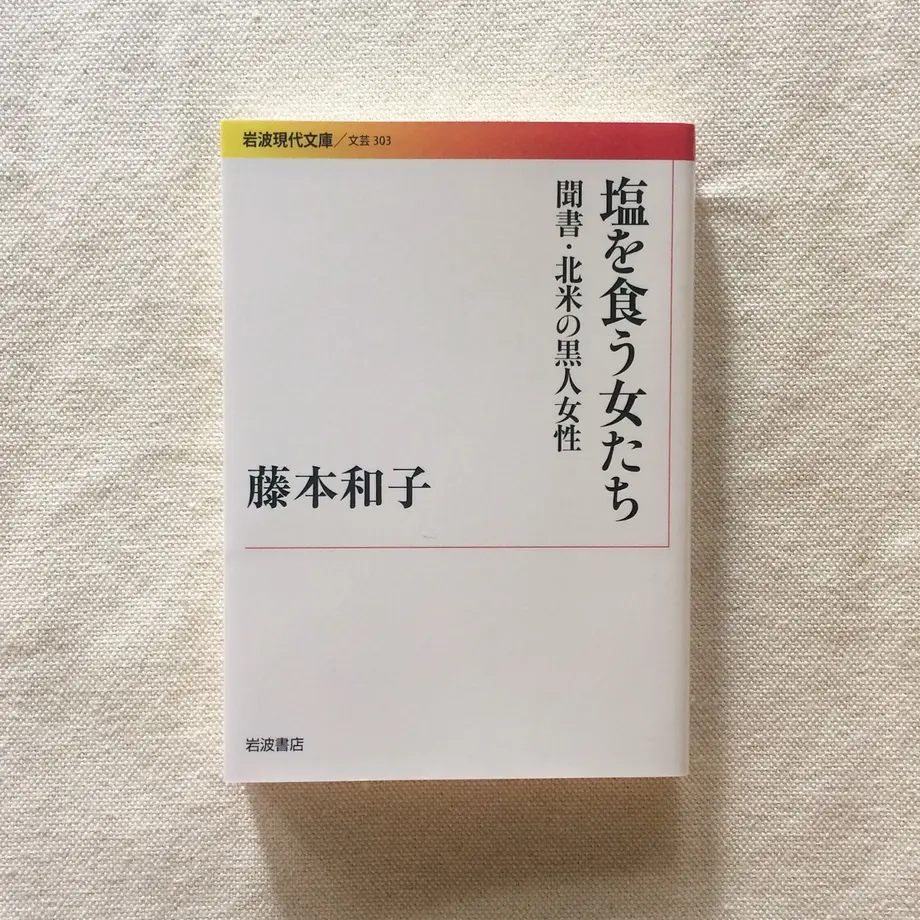 岩波現代文庫/文芸 303
塩を食う女たち
聞書・北米の黒人女性
藤本和子
岩波書店